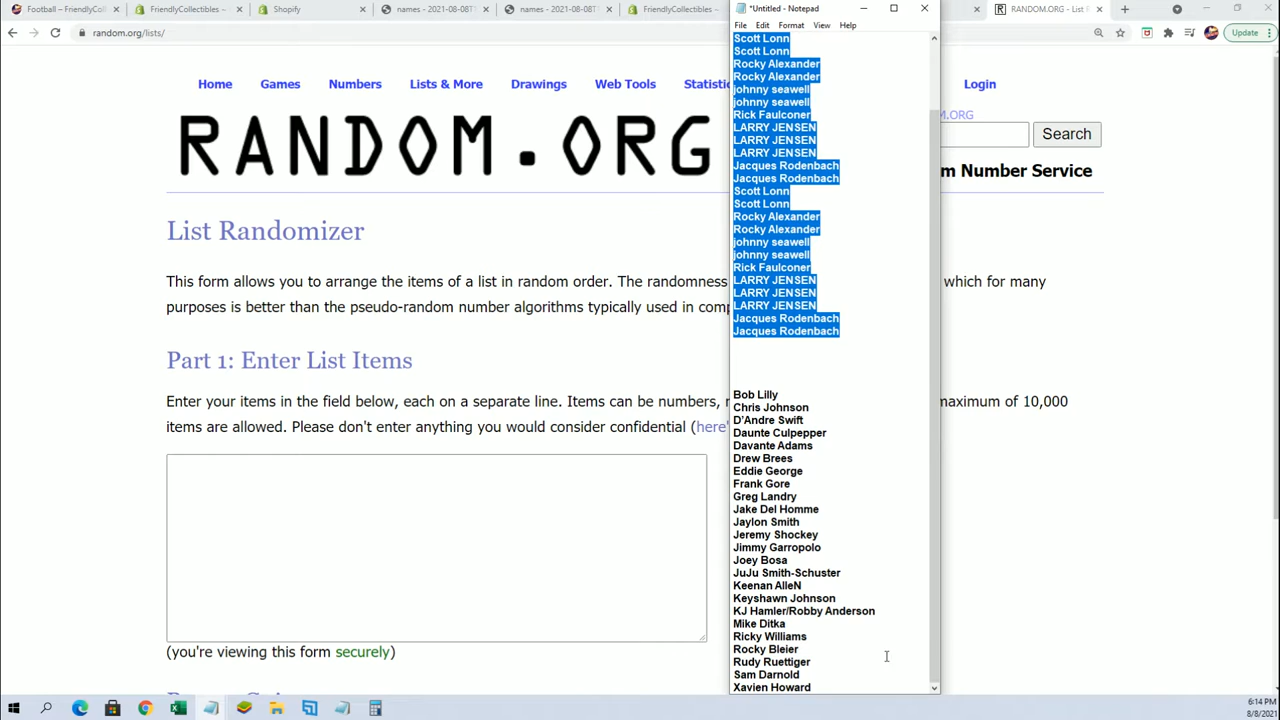 Football – FriendlyColl
FriendlyCollectibles ~
Shopify
names - 2021-08-08T
names - 2021-08-08T
FriendlyCollectibles ~
*Untitled - Notepad
RANDOM.ORG - List R
random.org/lists/
Update
File Edit Format View Help
Home Games Numbers Lists & More Drawings Web Tools Statistic
Login
M.ORG
Search
RANDOM.ORG
m Number Service
List Randomizer
This form allows you to arrange the items of a list in random order. The randomness
which for many
purposes is better than the pseudo-random number algorithms typically used in comp
Part 1: Enter List Items
Enter your items in the field below, each on a separate line. Items can be numbers, n
maximum of 10,000
items are allowed. Please don't enter anything you would consider confidential (here'
(you're viewing this form securely)
Scott Lonn
Scott Lonn
Rocky Alexander
Rocky Alexander
johnny seawell
johnny seawell
Rick Faulconer
LARRY JENSEN
LARRY JENSEN
LARRY JENSEN
Jacques Rodenbach
Jacques Rodenbach
Scott Lonn
Scott Lonn
Rocky Alexander
Rocky Alexander
johnny seawell
johnny seawell
Rick Faulconer
LARRY JENSEN
LARRY JENSEN
LARRY JENSEN
Jacques Rodenbach
Jacques Rodenbach
Bob Lilly
Chris Johnson
D'Andre Swift
Daunte Culpepper
Davante Adams
Drew Brees
Eddie George
Frank Gore
Greg Landry
Jake Del Homme
Jaylon Smith
Jeremy Shockey
Jimmy Garropolo
Joey Bosa
JuJu Smith-Schuster
Keenan AlleN
Keyshawn Johnson
KJ Hamler/Robby Anderson
Mike Ditka
Ricky Williams
Rocky Bleier
Rudy Ruettiger
Sam Darnold
Xavien Howard
6:14 PM
8/8/2021